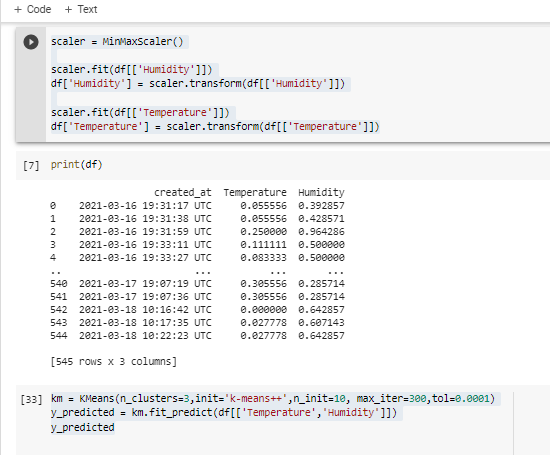 + Code + Text
scaler = MinMaxScaler()
scaler.fit(df[['Humidity']])
df['Humidity'] = scaler.transform(df[['Humidity']])
scaler.fit(df[['Temperature']])
df['Temperature'] = scaler.transform(df[['Temperature']])
[7] print(df)
created_at Temperature Humidity
0 2021-03-16 19:31:17 UTC 0.055556 0.392857
1 2021-03-16 19:31:38 UTC 0.055556 0.428571
2 2021-03-16 19:31:59 UTC 0.250000 0.964286
3 2021-03-16 19:33:11 UTC 0.111111 0.500000
4 2021-03-16 19:33:27 UTC 0.083333 0.500000
.. ... ... ...
540 2021-03-17 19:07:19 UTC 0.305556 0.285714
541 2021-03-17 19:07:36 UTC 0.305556 0.285714
542 2021-03-18 10:16:42 UTC 0.000000 0.642857
543 2021-03-18 10:17:35 UTC 0.027778 0.607143
544 2021-03-18 10:22:23 UTC 0.027778 0.642857
[545 rows x 3 columns]
[33] km = KMeans(n_clusters=3,init='k-means++',n_init=10, max_iter=300,tol=0.0001)
y_predicted = km.fit_predict(df[['Temperature','Humidity']])
y_predicted